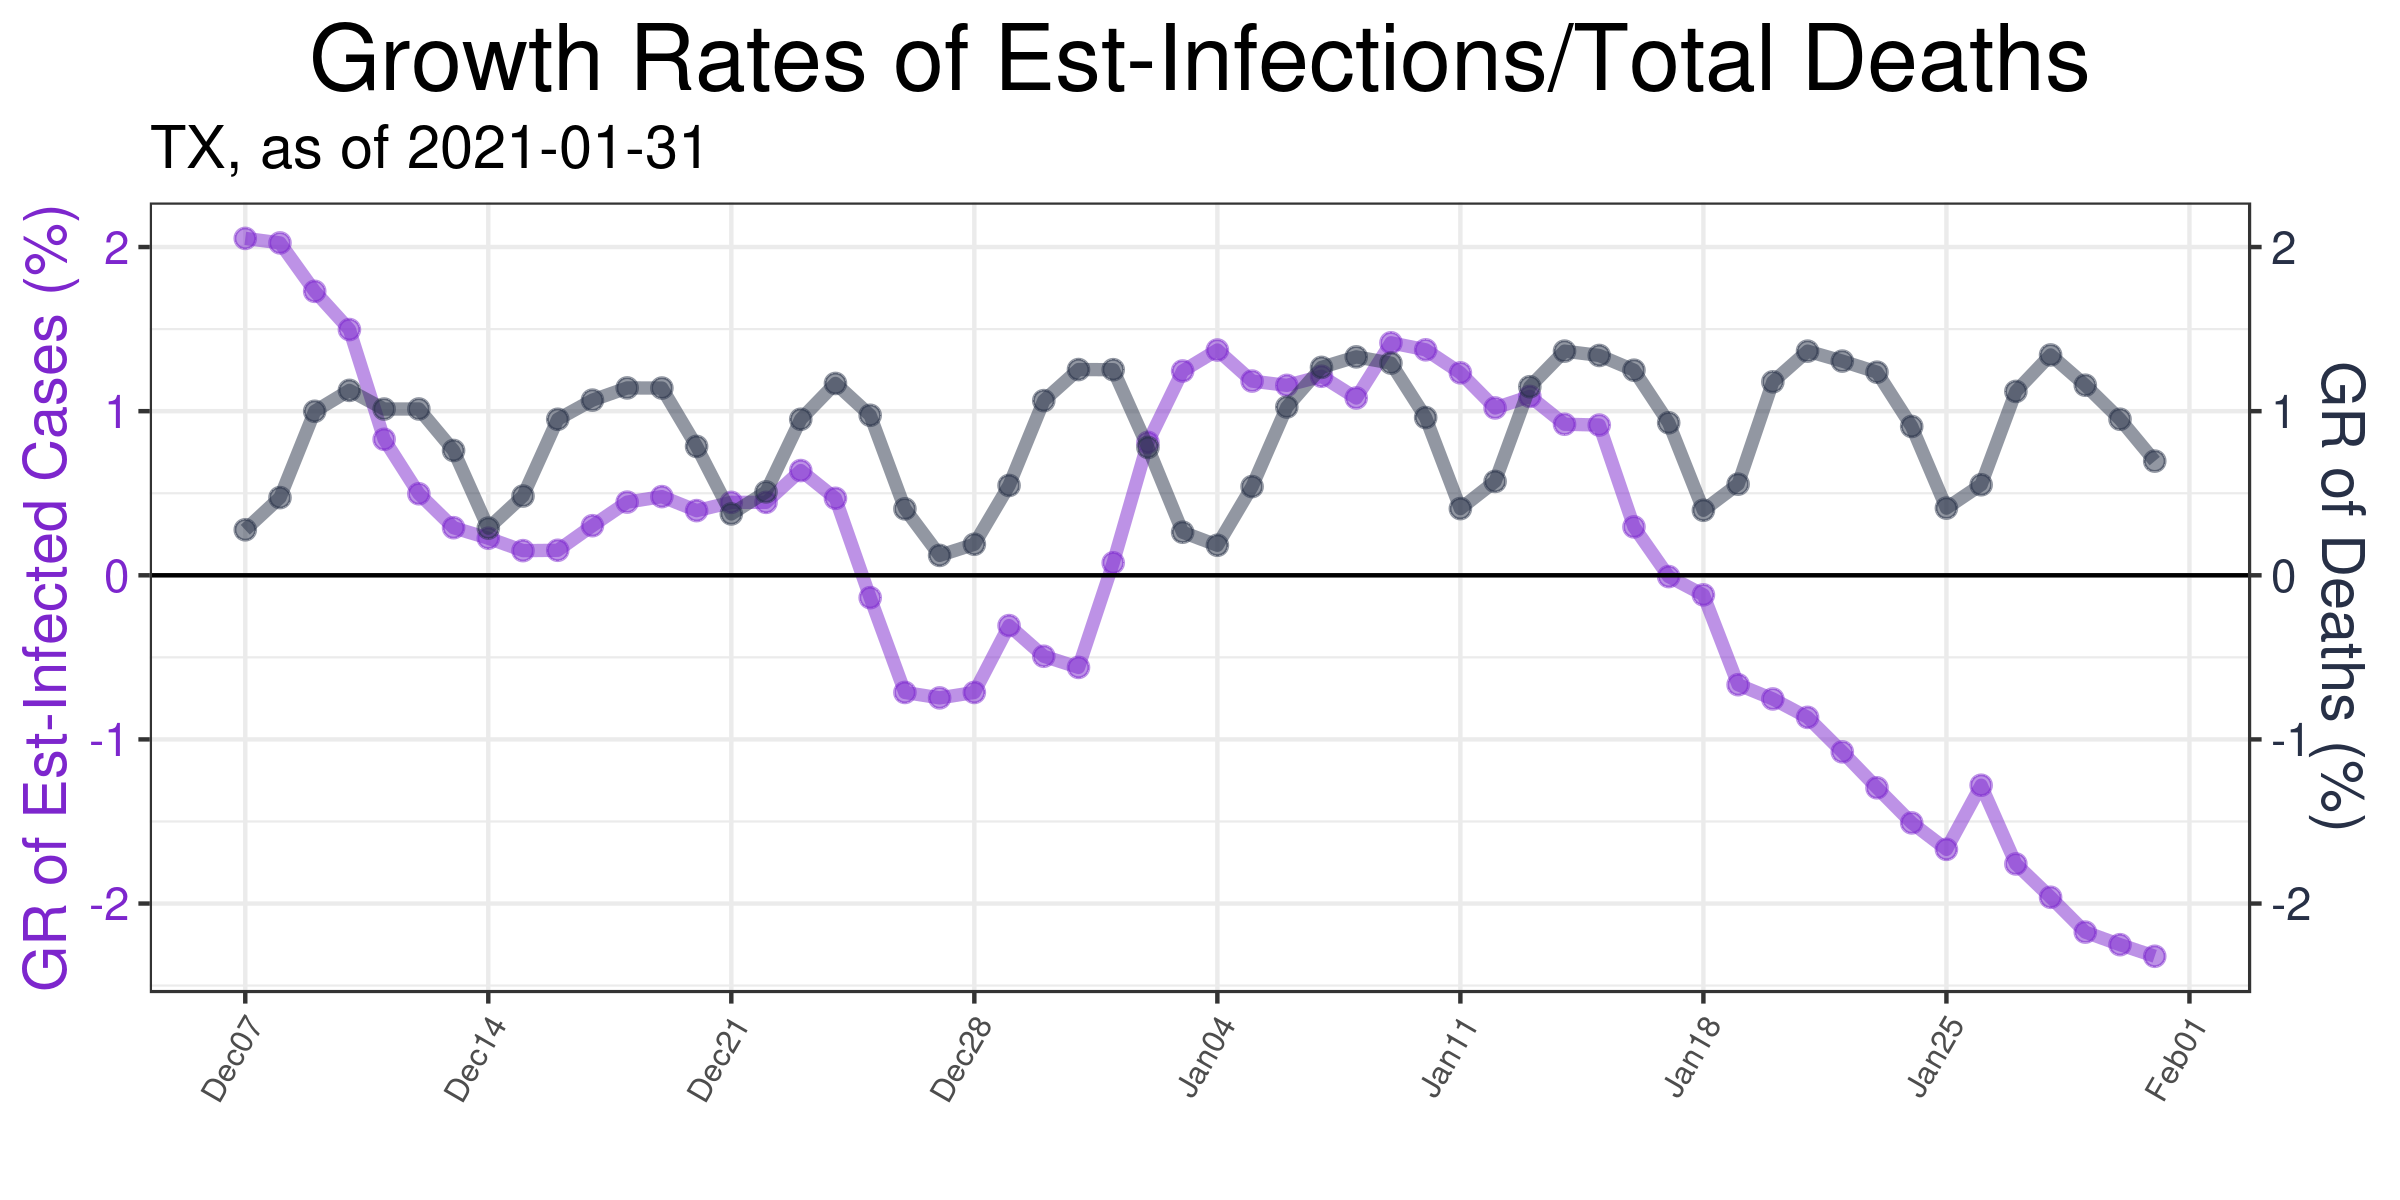 Growth Rates of Est-Infections/Total Deaths
TX, as of 2021-01-31
GR of Est-Infected Cases (%)
2
1
0
-1
-2
2
1
0
-1
-2
GR of Deaths (%)
Dec07
Dec14
Dec21
Dec28
Jan04
Jan11
Jan18
Jan25
Feb01